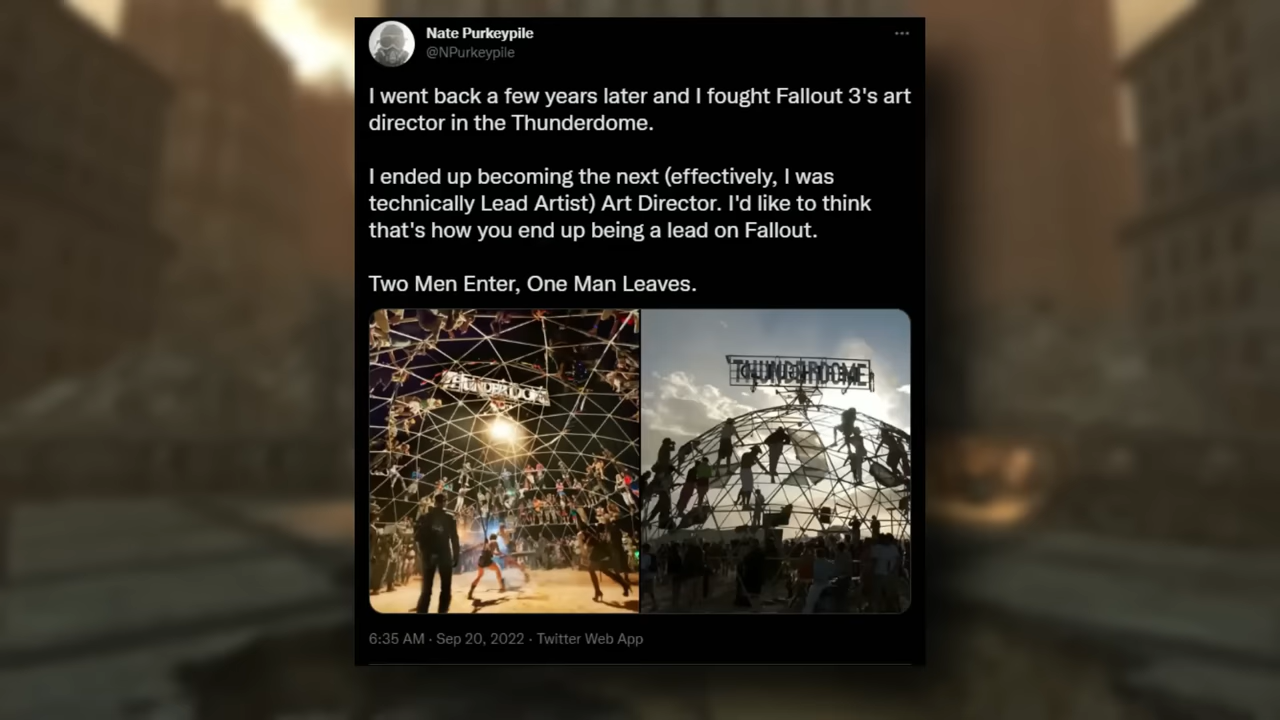 Nate Purkeypile
@NPurkeypile
I went back a few years later and I fought Fallout 3's art
director in the Thunderdome.
I ended up becoming the next (effectively, I was
technically Lead Artist) Art Director. I'd like to think
that's how you end up being a lead on Fallout.
Two Men Enter, One Man Leaves.
THUNDERDOME
THUNDERDOME
6:35 AM · Sep 20, 2022 · Twitter Web App